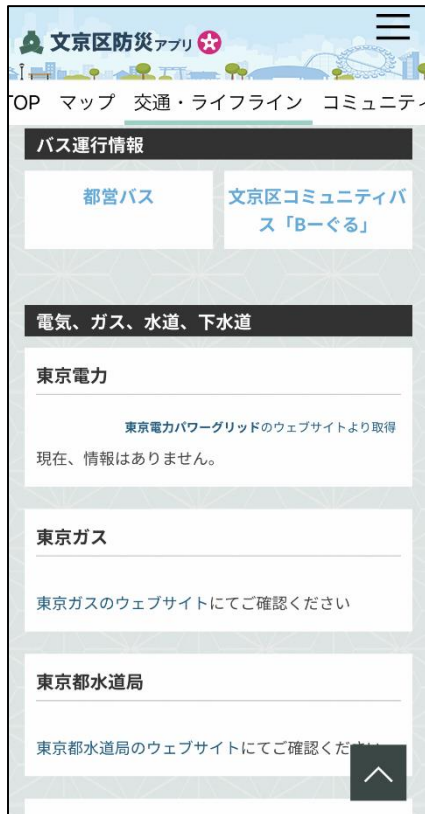 文京区防災アプリ
TOP マップ 交通・ライフライン コミュニティ
バス運行情報
都営バス
文京区コミュニティバ
ス「Bーぐる」
電気、ガス、水道、下水道
東京電力
東京電力パワーグリッドのウェブサイトより取得
現在、情報はありません。
東京ガス
東京ガスのウェブサイトにてご確認ください
東京都水道局
東京都水道局のウェブサイトにてご確認くだ